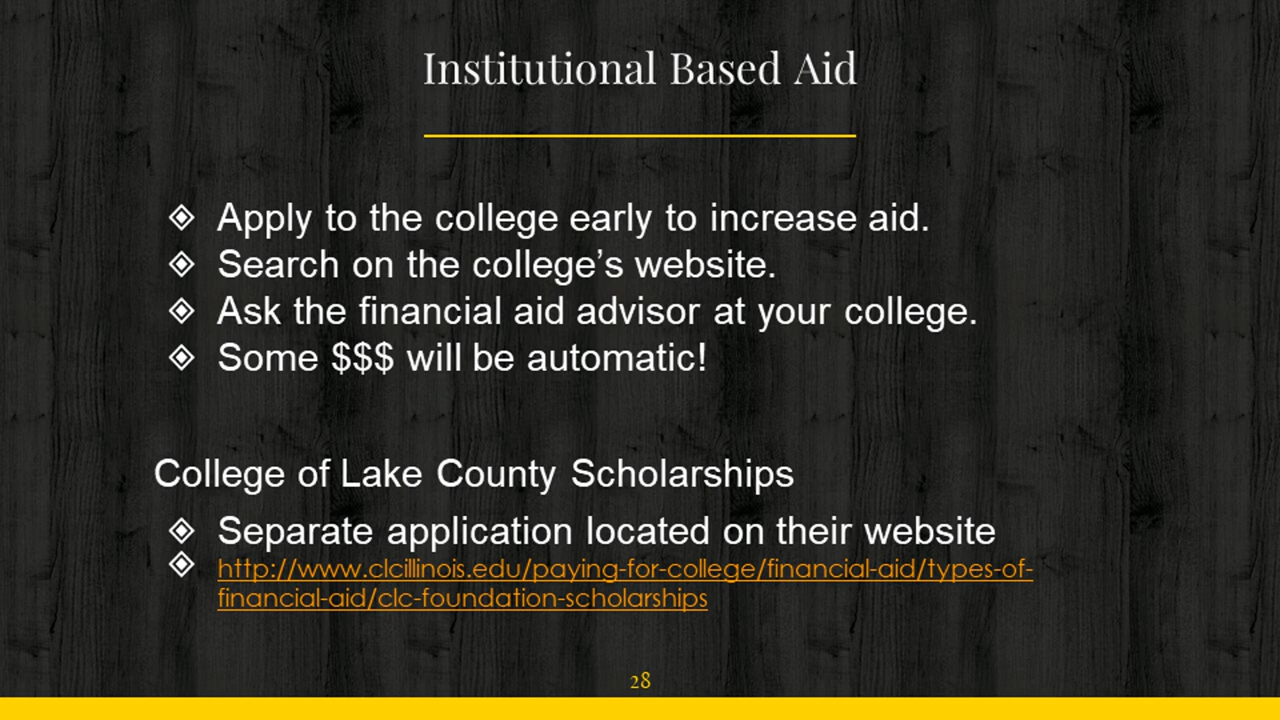 Institutional Based Aid
Apply to the college early to increase aid.
Search on the college’s website.
Ask the financial aid advisor at your college.
Some $$$ will be automatic!
College of Lake County Scholarships
Separate application located on their website
http://www.clcillinois.edu/paying-for-college/financial-aid/types-of-
financial-aid/clc-foundation-scholarships
28